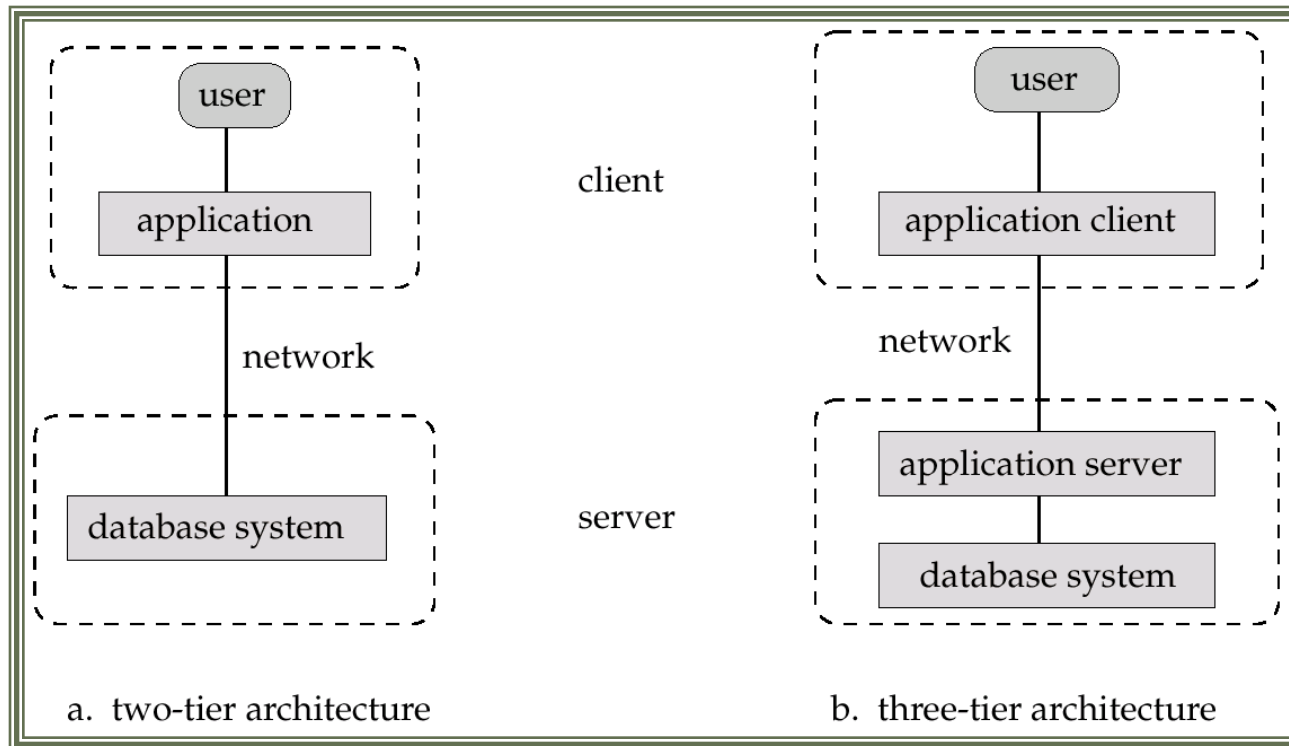 user
application
network
database system
a. two-tier architecture
client
server
user
application client
network
application server
database system
b. three-tier architecture